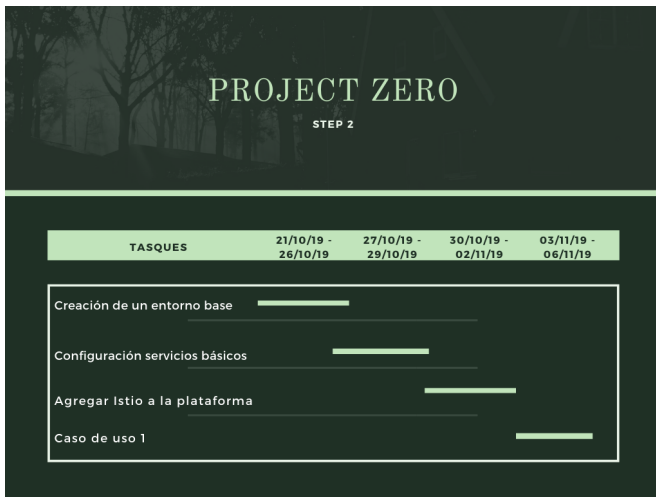 PROJECT ZERO
STEP 2
TASQUES
21/10/19 -
26/10/19
27/10/19 -
29/10/19
30/10/19 -
02/11/19
03/11/19 -
06/11/19
Creación de un entorno base
Configuración servicios básicos
Agregar Istio a la plataforma
Caso de uso 1